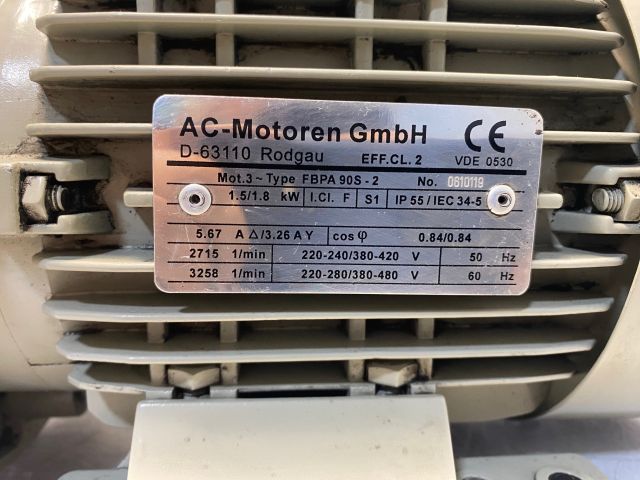 AC-Motoren GmbH CE
D-63110 Rodgau EFF.CL. 2 VDE 0530
Mot.3 ~ Type FBPA 90S - 2 No. 0610119
1.5/1.8 kW I.Cl. F S1 IP 55 / IEC 34-5
5.67 A △/3.26 A Y cos φ 0.84/0.84
2715 1/min 220-240/380-420 V 50 Hz
3258 1/min 220-280/380-480 V 60 Hz